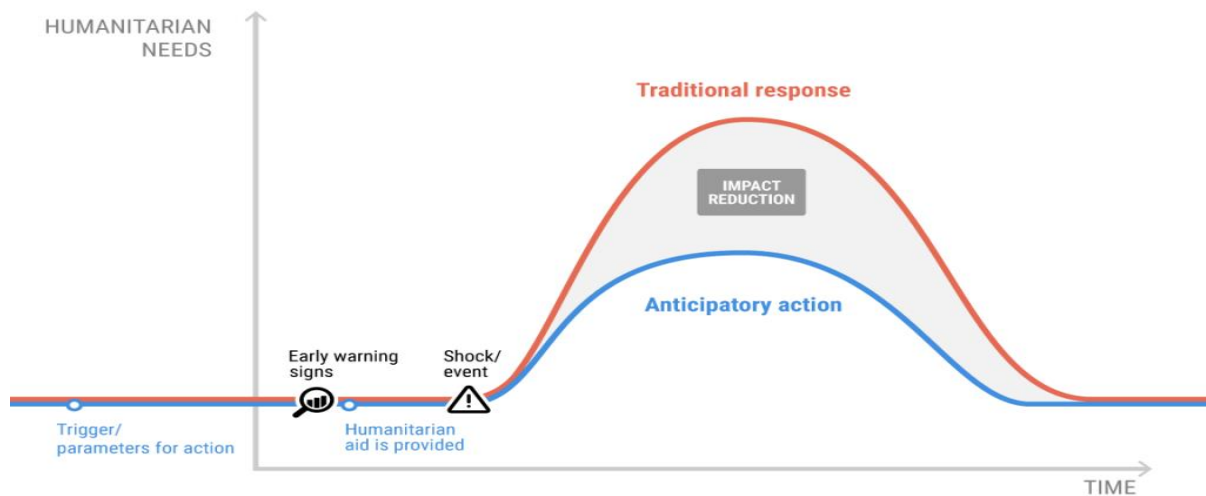 HUMANITARIAN
NEEDS
Traditional response
IMPACT
REDUCTION
Anticipatory action
Early warning
signs
Shock/
event
Trigger/
parameters for action
Humanitarian
aid is provided
TIME